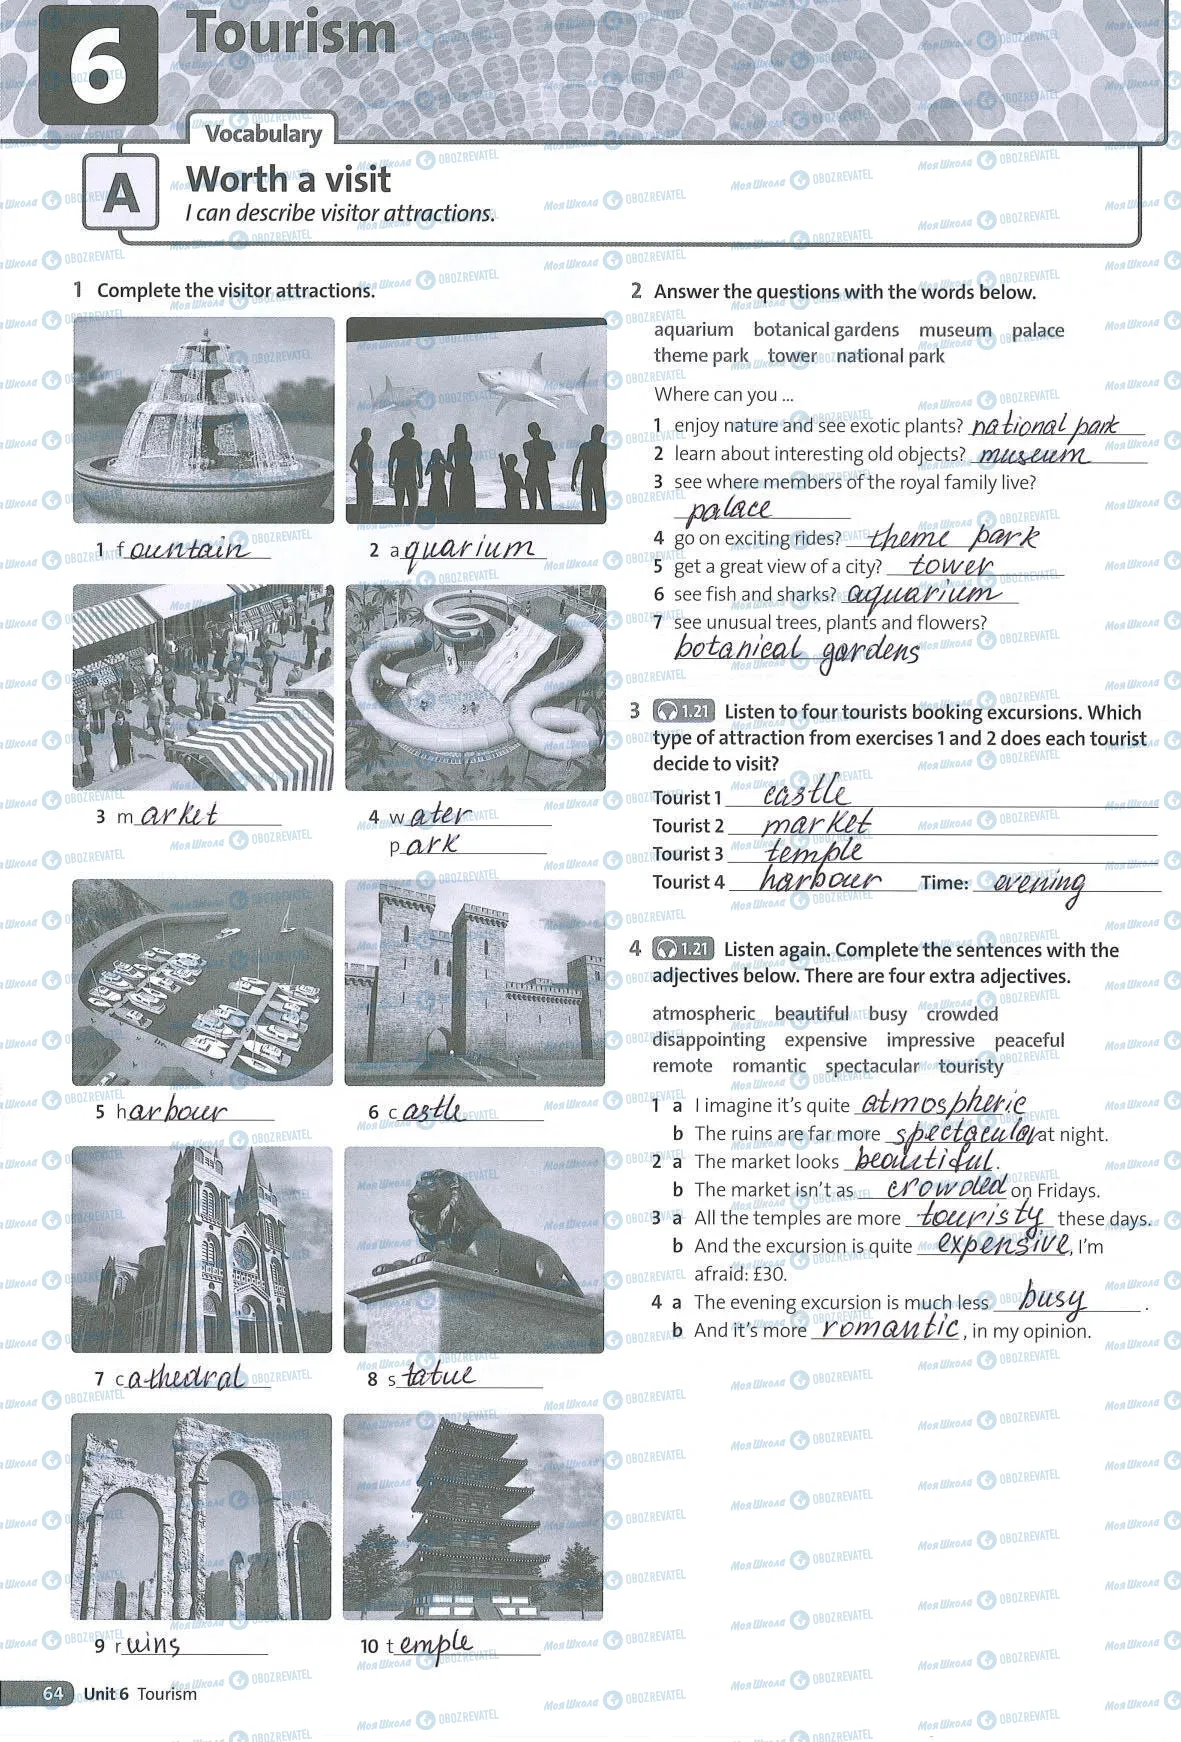 6
Tourism
Vocabulary
A
Worth a visit
I can describe visitor attractions.
1 Complete the visitor attractions.
1 fountain
2 aquarium
3 market
4 water
park
5 harbour
6 castle
7 cathedral
8 statue
9 ruins
10 temple
2 Answer the questions with the words below.
aquarium botanical gardens museum palace
theme park tower national park
Where can you ...
1 enjoy nature and see exotic plants? national park
2 learn about interesting old objects? museum
3 see where members of the royal family live?
palace
4 go on exciting rides? theme park
5 get a great view of a city? tower
6 see fish and sharks? aquarium
7 see unusual trees, plants and flowers?
botanical gardens
3 1.21 Listen to four tourists booking excursions. Which
type of attraction from exercises 1 and 2 does each tourist
decide to visit?
Tourist 1 castle
Tourist 2 market
Tourist 3 temple
Tourist 4 harbour Time: evening
4 1.21 Listen again. Complete the sentences with the
adjectives below. There are four extra adjectives.
atmospheric beautiful busy crowded
disappointing expensive impressive peaceful
remote romantic spectacular touristy
1 a I imagine it's quite atmospheric
b The ruins are far more spectacular at night.
2 a The market looks beautiful.
b The market isn't as crowded on Fridays.
3 a All the temples are more touristy these days.
b And the excursion is quite expensive, I'm
afraid: £30.
4 a The evening excursion is much less busy.
b And it's more romantic, in my opinion.
64 Unit 6 Tourism
Моя Школа OBOZREVATEL